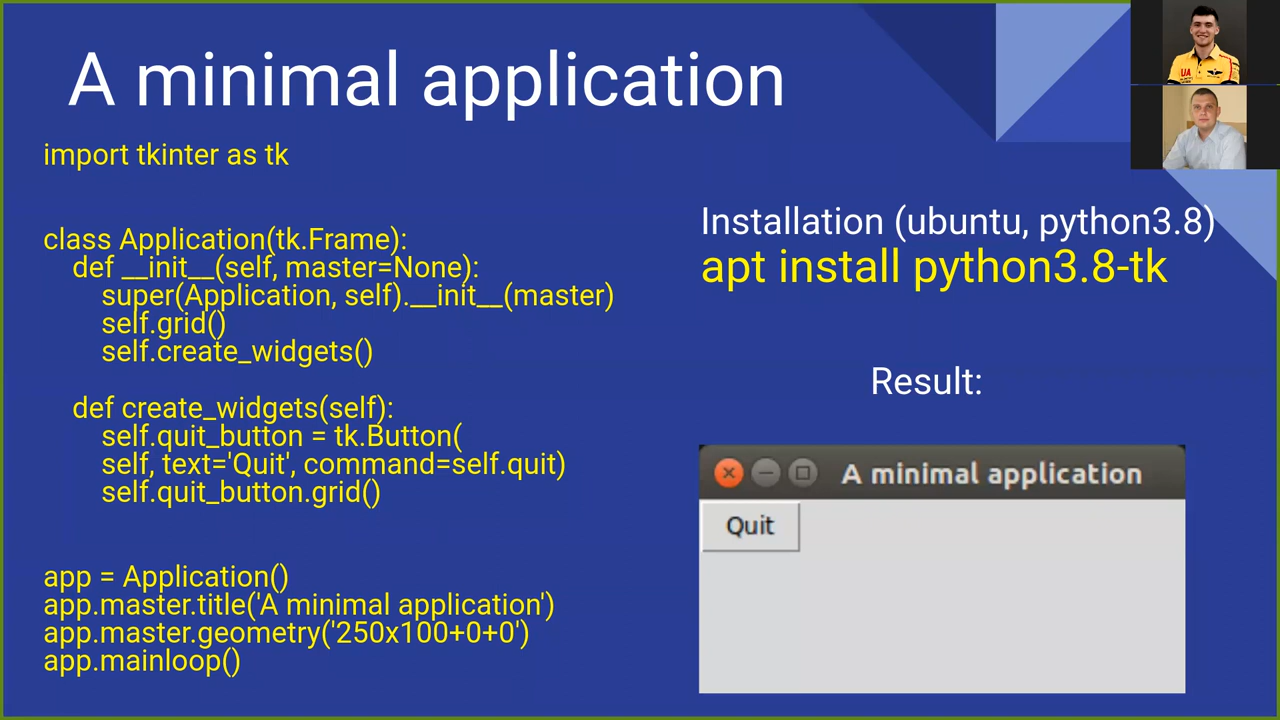 A minimal application
import tkinter as tk
class Application(tk.Frame):
def __init__(self, master=None):
super(Application, self).__init__(master)
self.grid()
self.create_widgets()
def create_widgets(self):
self.quit_button = tk.Button(
self, text='Quit', command=self.quit)
self.quit_button.grid()
app = Application()
app.master.title('A minimal application')
app.master.geometry('250x100+0+0')
app.mainloop()
Installation (ubuntu, python3.8)
apt install python3.8-tk
Result:
A minimal application
Quit
UA